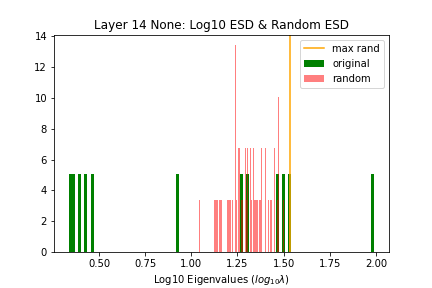 Layer 14 None: Log10 ESD & Random ESD
14
12
10
8
6
4
2
0
max rand
original
random
0.50 0.75 1.00 1.25 1.50 1.75 2.00
Log10 Eigenvalues (log₁₀λ)